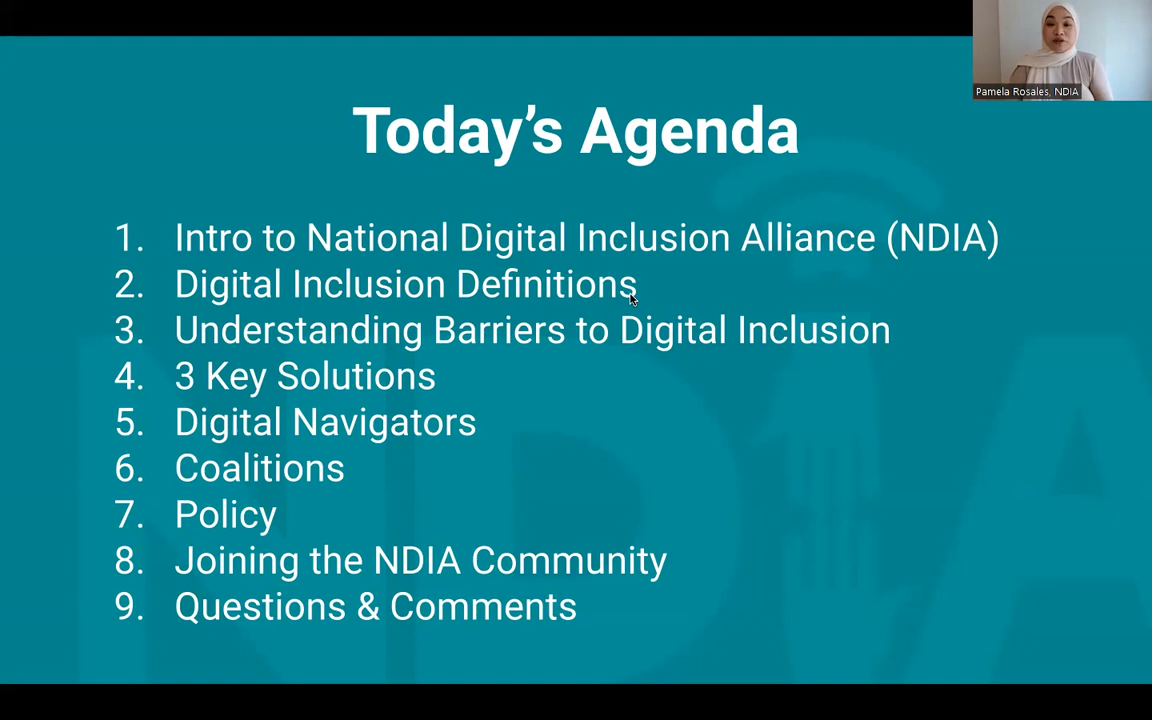 Pamela Rosales, NDIA
Today’s Agenda
1. Intro to National Digital Inclusion Alliance (NDIA)
2. Digital Inclusion Definitions
3. Understanding Barriers to Digital Inclusion
4. 3 Key Solutions
5. Digital Navigators
6. Coalitions
7. Policy
8. Joining the NDIA Community
9. Questions & Comments
NDIA